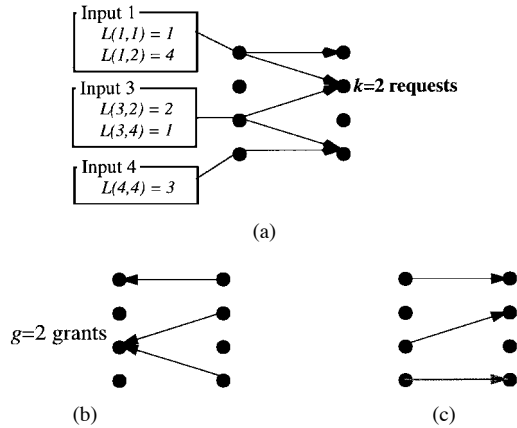 Input 1
L(1,1) = 1
L(1,2) = 4
k=2 requests
Input 3
L(3,2) = 2
L(3,4) = 1
Input 4
L(4,4) = 3
(a)
g=2 grants
(b)
(c)